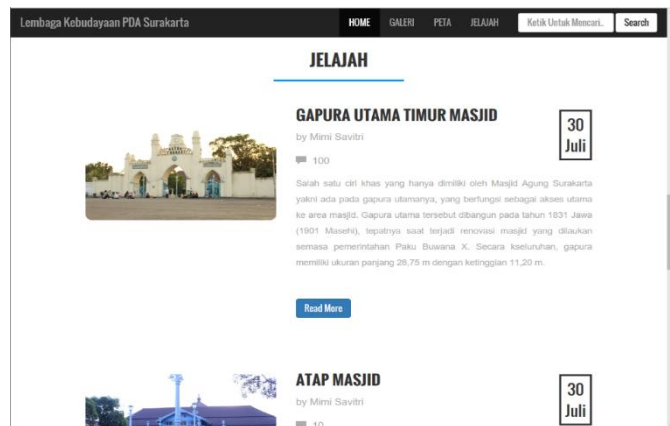 Lembaga Kebudayaan PDA Surakarta HOME GALERI PETA JELAJAH Ketik Untuk Mencari.. Search
JELAJAH
GAPURA UTAMA TIMUR MASJID
by Mimi Savitri
100
30
Juli
Salah satu ciri khas yang hanya dimiliki oleh Masjid Agung Surakarta
yakni ada pada gapura utamanya, yang berfungsi sebagai akses utama
ke area masjid. Gapura utama tersebut dibangun pada tahun 1831 Jawa
(1901 Masehi), tepatnya saat terjadi renovasi masjid yang dilaukan
semasa pemerintahan Paku Buwana X. Secara kseluruhan, gapura
memiliki ukuran panjang 28,75 m dengan ketinggian 11,20 m.
Read More
ATAP MASJID
by Mimi Savitri
10
30
Juli